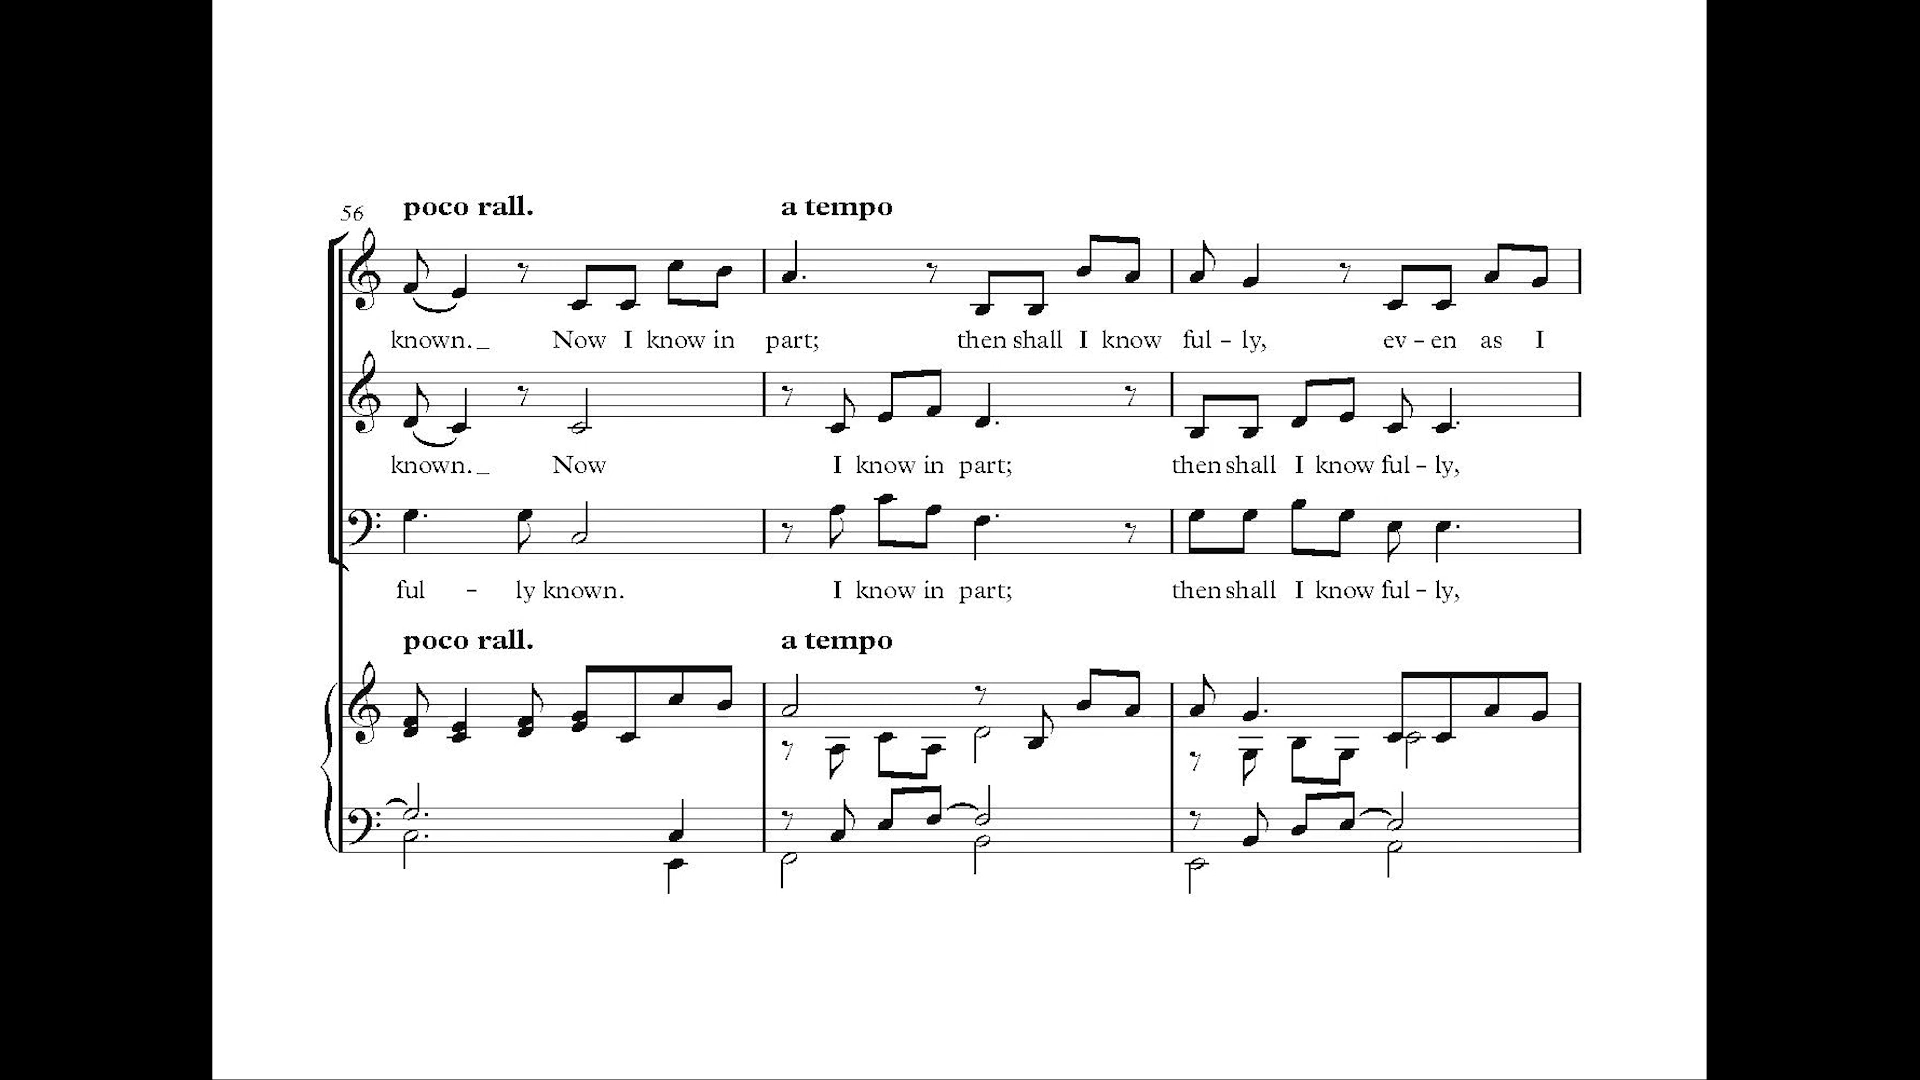 56 poco rall. a tempo
known._ Now I know in part; then shall I know ful - ly, ev - en as I
known._ Now I know in part; then shall I know ful - ly,
ful - ly known. I know in part; then shall I know ful - ly,
poco rall. a tempo